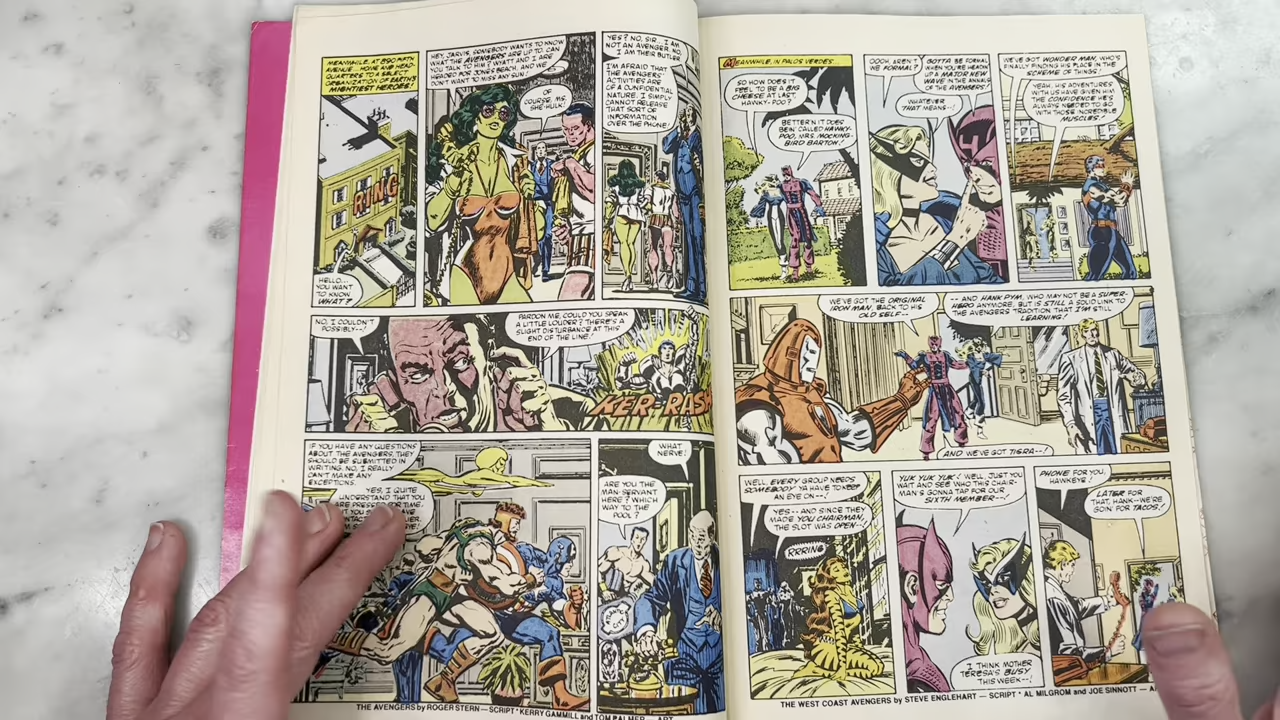 MEANWHILE, AT 890 FIFTH
AVENUE... HOME AND HEAD-
QUARTERS TO A SELECT
ORGANIZATION OF EARTH'S
MIGHTIEST HEROES!
RING
HELLO...
YOU WANT
TO KNOW
WHAT?
HEY, JARVIS, SOMEBODY WANTS TO KNOW
WHAT THE AVENGERS ARE UP TO. CAN
YOU TALK TO HIM? WYATT AND I ARE
HEADED FOR JONES BEACH, AND WE
DON'T WANT TO MISS ANY SUN!
OF
COURSE, MS.
SHE-HULK.
YES? NO, SIR... I AM
NOT AN AVENGER. NO,
I AM THEIR BUTLER.
I'M AFRAID THAT
THE AVENGERS'
ACTIVITIES ARE
OF A CONFIDENTIAL
NATURE. I SIMPLY
CANNOT RELEASE
THAT SORT OF
INFORMATION
OVER THE PHONE!
NO, I COULDN'T
POSSIBLY--
PARDON ME, COULD YOU SPEAK
A LITTLE LOUDER? THERE'S A
SLIGHT DISTURBANCE AT THIS
END OF THE LINE.
KER-RASH
IF YOU HAVE ANY QUESTIONS
ABOUT THE AVENGERS, THEY
SHOULD BE SUBMITTED IN
WRITING. NO, I REALLY
CAN'T MAKE ANY
EXCEPTIONS.
YES, I QUITE
UNDERSTAND THAT YOU
ARE PRESSED FOR TIME.
WHAT
NERVE!
ARE YOU THE
MAN-SERVANT
HERE? WHICH
WAY TO THE
POOL?
THE AVENGERS by ROGER STERN — SCRIPT * KERRY GAMMILL and TOM PALMER — ART
MEANWHILE, IN PALOS VERDES...
SO HOW DOES IT
FEEL TO BE A BIG
CHEESE AT LAST,
HAWKY-POO?
BETTER'N IT DOES
BEIN' CALLED HAWKY-
POO, MRS. MOCKING-
BIRD BARTON!
OOOH, AREN'T
WE FORMAL!
GOTTA BE FORMAL
WHEN YOU'RE HEADIN'
UP A MAJOR NEW
WAVE IN THE ANNALS
OF THE AVENGERS!
WHATEVER
THAT MEANS--!
WE'VE GOT WONDER MAN, WHO'S
REALLY FINDING HIS PLACE IN THE
SCHEME OF THINGS!
YEAH, HIS ADVENTURES
WITH US HAVE GIVEN HIM
THE CONFIDENCE HE'S
ALWAYS NEEDED TO GO
WITH THOSE INCREDIBLE
MUSCLES!
WE'VE GOT THE ORIGINAL
IRON MAN, BACK TO HIS
OLD SELF--
-- AND HANK PYM, WHO MAY NOT BE A SUPER-
HERO ANYMORE, BUT IS STILL A SOLID LINK TO
THE AVENGERS TRADITION THAT I'M STILL
LEARNING!
AND WE'VE GOT TIGRA--!
WELL, EVERY GROUP NEEDS
SOMEBODY YA HAVE TO KEEP
AN EYE ON--!
YES-- AND SINCE THEY
MADE YOU CHAIRMAN,
THE SLOT WAS OPEN--
RRRING
YUK YUK YUK! WELL, JUST YOU
WAIT AND SEE WHO THIS CHAIR-
MAN'S GONNA TAP FOR OUR
SIXTH MEMBER--!
I THINK MOTHER
TERESA'S BUSY
THIS WEEK--!
PHONE FOR YOU,
HAWKEYE!
LATER FOR
THAT, HANK--WE'RE
GOIN' FOR TACOS!
THE WEST COAST AVENGERS by STEVE ENGLEHART — SCRIPT * AL MILGROM and JOE SINNOTT —